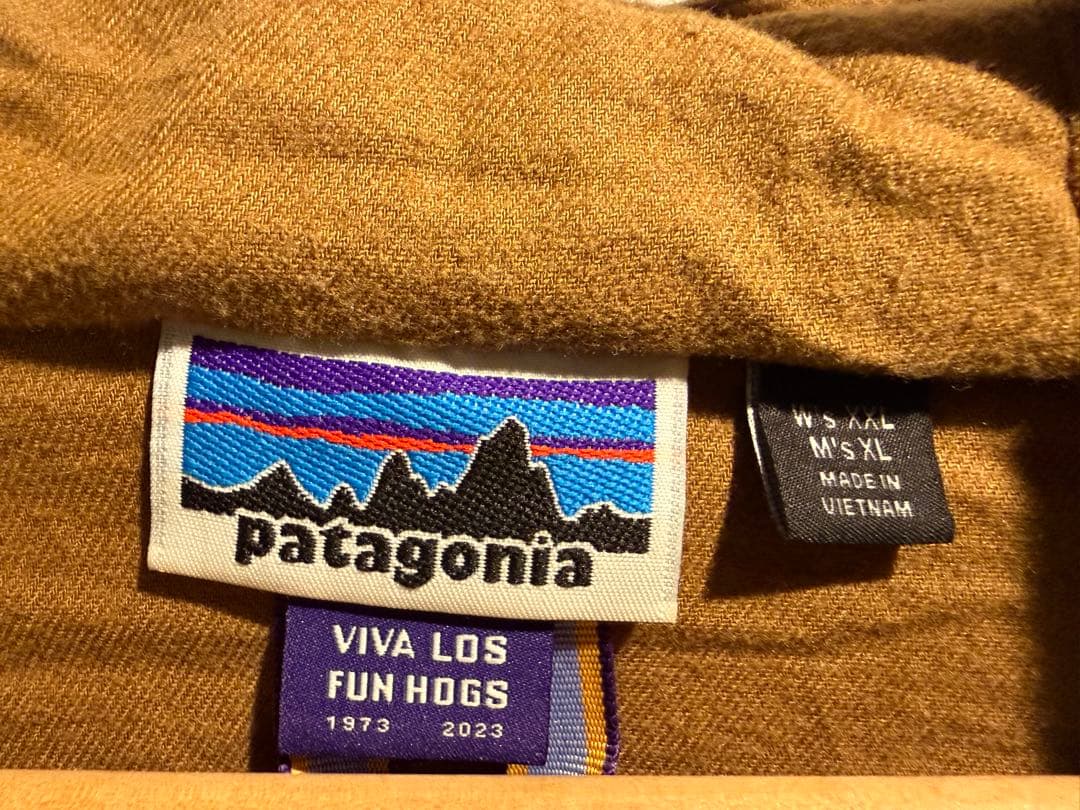 patagonia
VIVA LOS
FUN HOGS
1973 2023
W's XXL
M's XL
MADE IN
VIETNAM